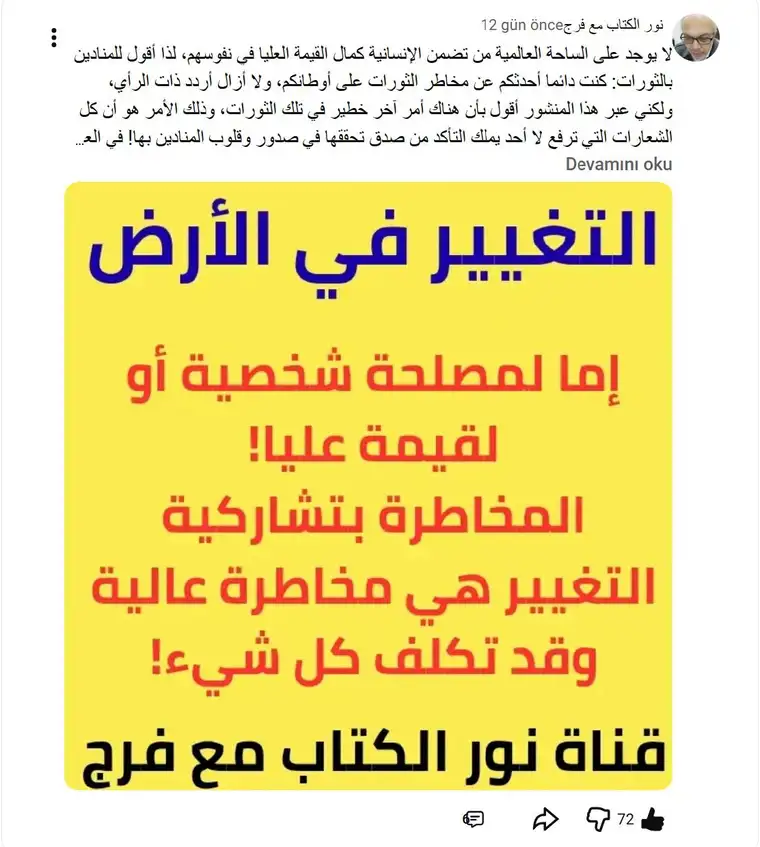 نور الكتاب مع فرج12 gün önce
لا يوجد على الساحة العالمية من تضمن الإنسانية كمال القيمة العليا في نفوسهم، لذا أقول للمنادين
بالثورات: كنت دائما أحدثكم عن مخاطر الثورات على أوطانكم، ولا أزال أردد ذات الرأي،
ولكني عبر هذا المنشور أقول بأن هناك أمر آخر خطير في تلك الثورات، وذلك الأمر هو أن كل
الشعارات التي ترفع لا أحد يملك التأكد من صدق تحققها في صدور وقلوب المنادين بها! في الع...
Devamını oku
التغيير في الأرض
إما لمصلحة شخصية أو
لقيمة عليا!
المخاطرة بتشاركية
التغيير هي مخاطرة عالية
وقد تكلف كل شيء!
قناة نور الكتاب مع فرج
72
6